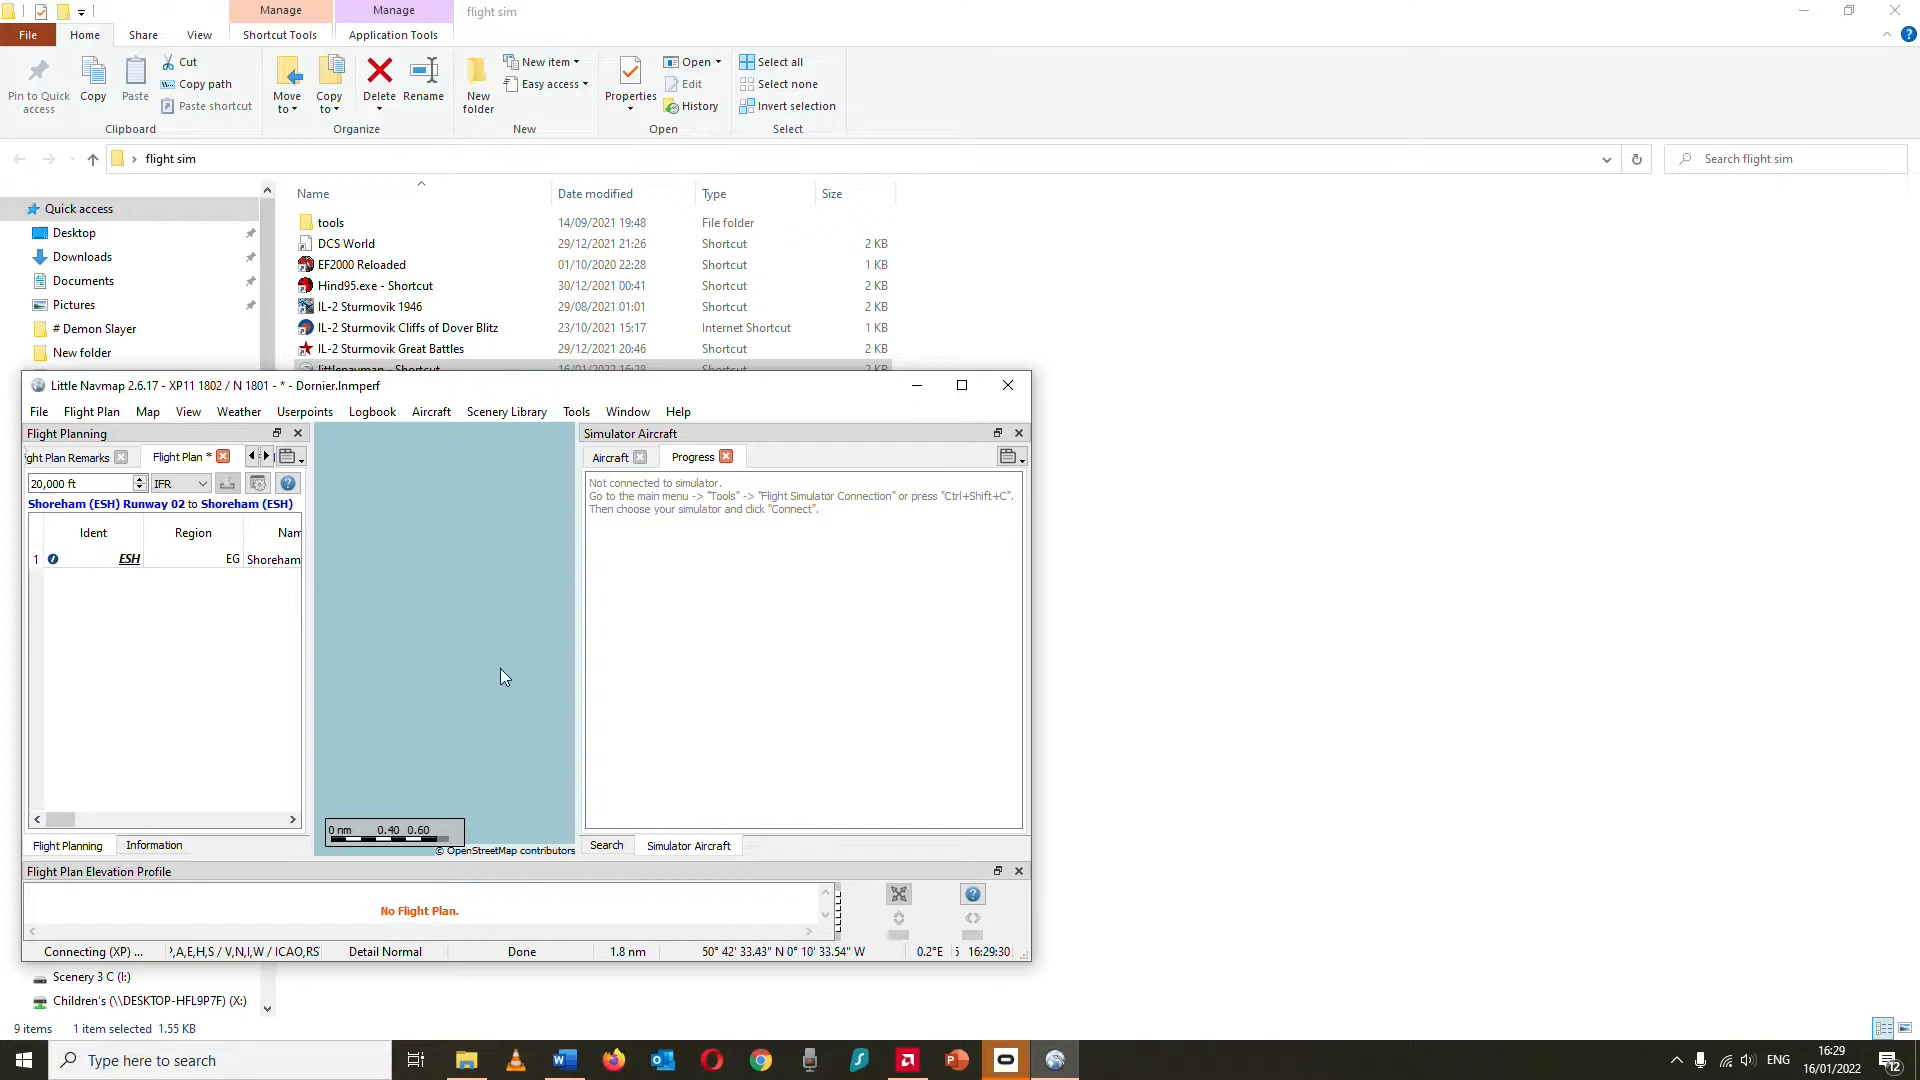 Manage
Manage
flight sim
File
Home
Share
View
Shortcut Tools
Application Tools
Pin to Quick access
Copy
Paste
Cut
Copy path
Paste shortcut
Move to
Copy to
Delete
Rename
New folder
New item
Easy access
Properties
Open
Edit
History
Select all
Select none
Invert selection
Clipboard
Organize
New
Open
Select
flight sim
Search flight sim
Name
Date modified
Type
Size
Quick access
Desktop
Downloads
Documents
Pictures
# Demon Slayer
New folder
tools 14/09/2021 19:48 File folder
DCS World 29/12/2021 21:26 Shortcut 2 KB
EF2000 Reloaded 01/10/2020 22:28 Shortcut 1 KB
Hind95.exe - Shortcut 30/12/2021 00:41 Shortcut 2 KB
IL-2 Sturmovik 1946 29/08/2021 01:01 Shortcut 2 KB
IL-2 Sturmovik Cliffs of Dover Blitz 23/10/2021 15:17 Internet Shortcut 1 KB
IL-2 Sturmovik Great Battles 29/12/2021 20:46 Shortcut 2 KB
littlenavmap - Shortcut 16/01/2022 16:28 Shortcut 2 KB
Little Navmap 2.6.17 - XP11 1802 / N 1801 - * - Dornier.lnmperf
File Flight Plan Map View Weather Userpoints Logbook Aircraft Scenery Library Tools Window Help
Flight Planning
ght Plan Remarks
Flight Plan *
20,000 ft
IFR
Shoreham (ESH) Runway 02 to Shoreham (ESH)
Ident Region Nam
1 ESH EG Shoreham
0 nm 0.40 0.60
© OpenStreetMap contributors
Simulator Aircraft
Aircraft
Progress
Not connected to simulator.
Go to the main menu -> "Tools" -> "Flight Simulator Connection" or press "Ctrl+Shift+C".
Then choose your simulator and click "Connect".
Flight Planning
Information
Search
Simulator Aircraft
Flight Plan Elevation Profile
No Flight Plan.
Connecting (XP) ...
,A,E,H,S / V,N,I,W / ICAO,RS
Detail Normal
Done
1.8 nm
50° 42' 33.43" N 0° 10' 33.54" W
0.2°E
16:29:30
Scenery 3 C (I:)
Children's (\\DESKTOP-HFL9P7F) (X:)
9 items
1 item selected 1.55 KB
Type here to search
ENG
16:29
16/01/2022
12